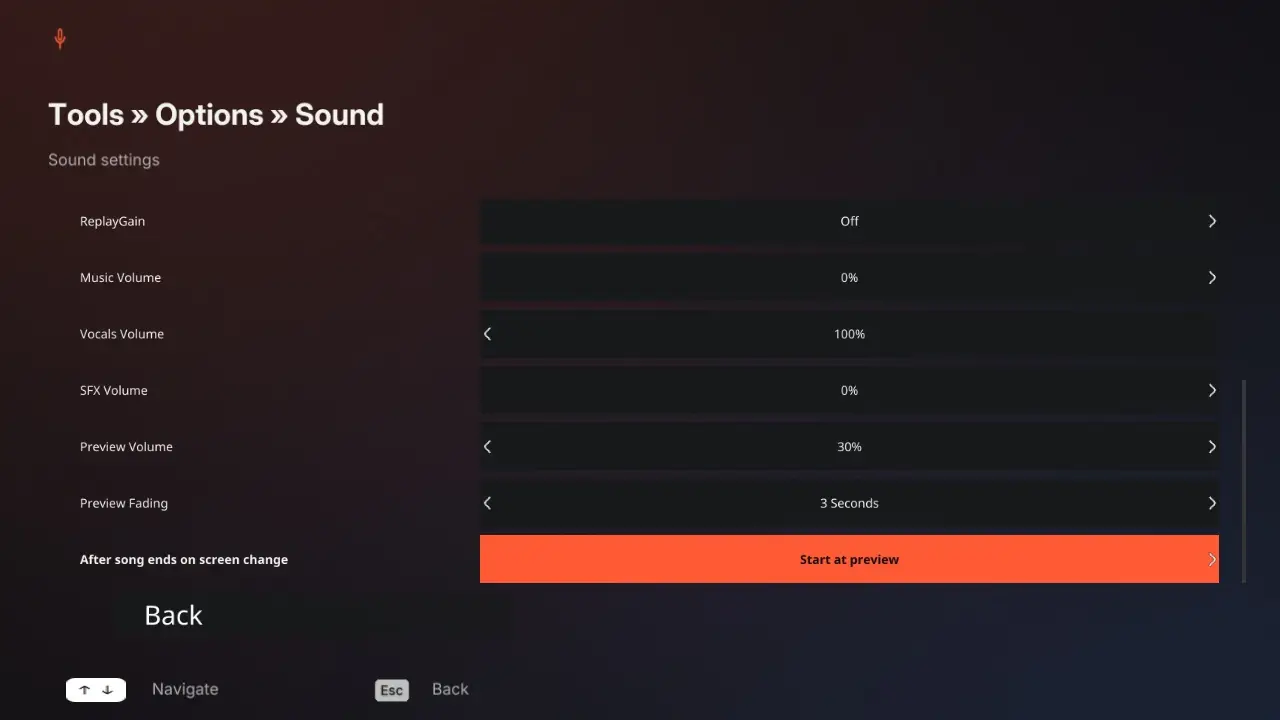 Tools » Options » Sound
Sound settings
ReplayGain Off
Music Volume 0%
Vocals Volume 100%
SFX Volume 0%
Preview Volume 30%
Preview Fading 3 Seconds
After song ends on screen change Start at preview
Back
↑ ↓ Navigate Esc Back